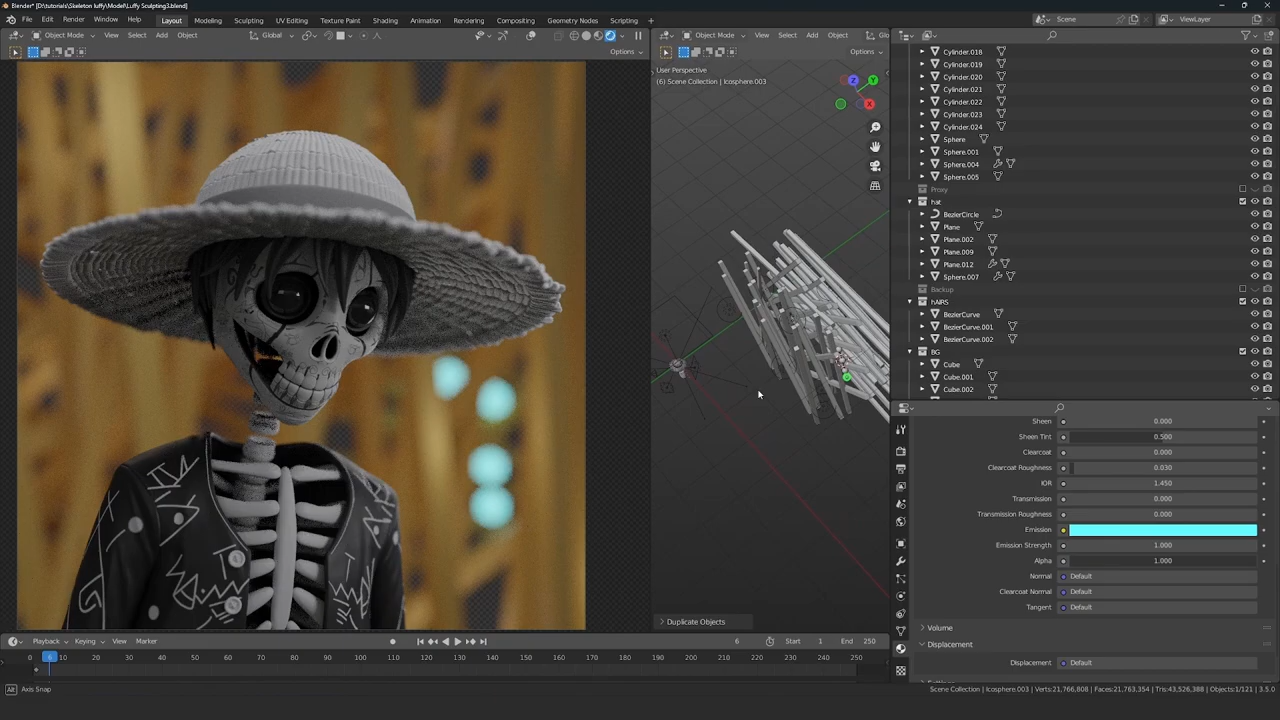 Blender* [D:\tutorials\Skeleton luffy\Model\Luffy Sculpting3.blend]
File Edit Render Window Help Layout Modeling Sculpting UV Editing Texture Paint Shading Animation Rendering Compositing Geometry Nodes Scripting + Scene ViewLayer
Object Mode View Select Add Object Global Object Mode View Select Add Object Glo
Options Options
User Perspective
(6) Scene Collection | Icosphere.003
Z Y X
Cylinder.018
Cylinder.019
Cylinder.020
Cylinder.021
Cylinder.022
Cylinder.023
Cylinder.024
Sphere
Sphere.001
Sphere.004
Sphere.005
Proxy
hat
BezierCircle
Plane
Plane.002
Plane.009
Plane.012
Sphere.007
Backup
hAIRS
BezierCurve
BezierCurve.001
BezierCurve.002
BG
Cube
Cube.001
Cube.002
Sheen 0.000
Sheen Tint 0.500
Clearcoat 0.000
Clearcoat Roughness 0.030
IOR 1.450
Transmission 0.000
Transmission Roughness 0.000
Emission
Emission Strength 1.000
Alpha 1.000
Normal Default
Clearcoat Normal Default
Tangent Default
Volume
Displacement
Displacement Default
> Duplicate Objects
Playback Keying View Marker 6 Start 1 End 250
0 6 10 20 30 40 50 60 70 80 90 100 110 120 130 140 150 160 170 180 190 200 210 220 230 240 250
Alt Axis Snap
Scene Collection | Icosphere.003 | Verts:21,766,808 | Faces:21,763,354 | Tris:43,526,388 | Objects:1/121 | 3.5.0